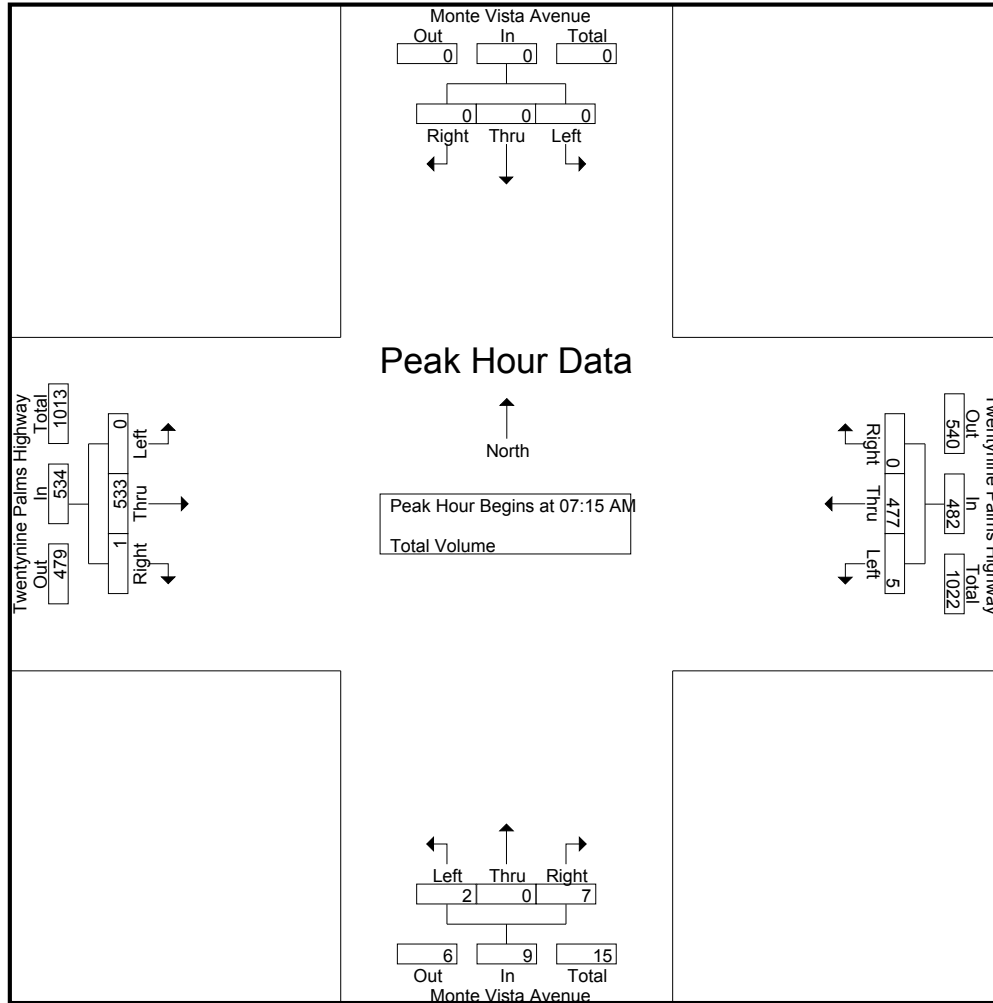 Monte Vista Avenue
Out In Total
0 0 0
0 0 0
Right Thru Left
Peak Hour Data
North
Peak Hour Begins at 07:15 AM
Total Volume
Twentynine Palms Highway
Total In Out
1013 534 479
0 533 1
Left Thru Right
Right Thru Left
0 477 5
540 482 1022
Out In Total
Twentynine Palms Highway
Left Thru Right
2 0 7
6 9 15
Out In Total
Monte Vista Avenue